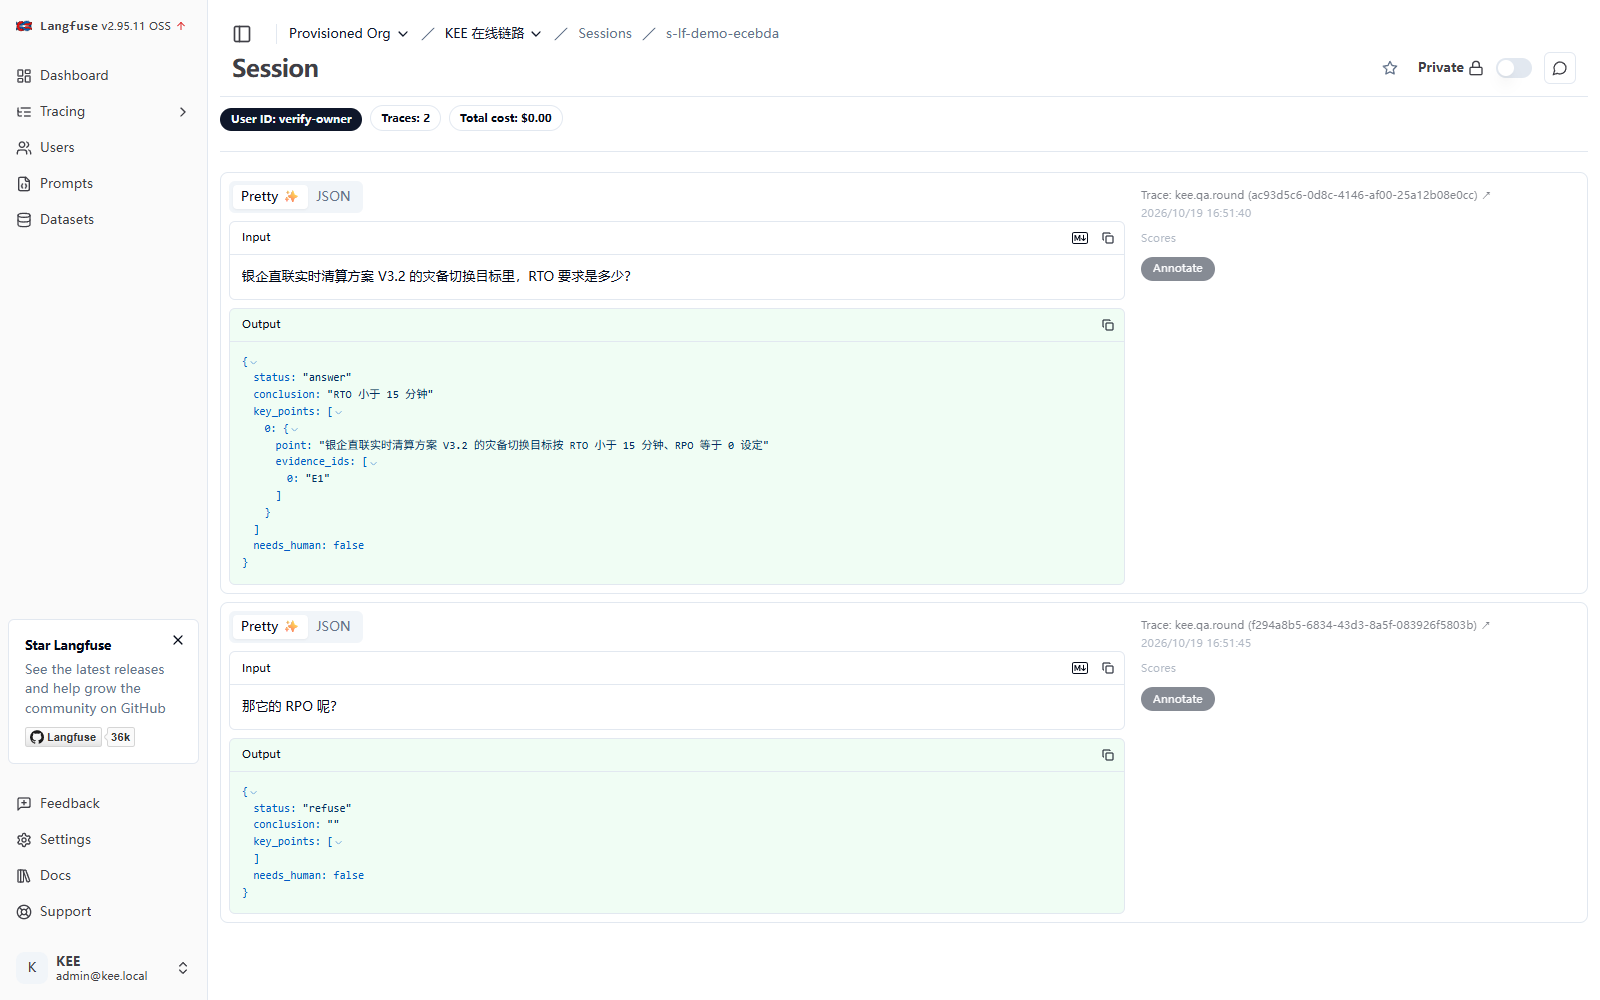 Langfuse v2.95.11 OSS
Dashboard
Tracing
Users
Prompts
Datasets
Star Langfuse
See the latest releases
and help grow the
community on GitHub
Langfuse 36k
Feedback
Settings
Docs
Support
K
KEE
admin@kee.local
Provisioned Org / KEE 在线链路 / Sessions / s-lf-demo-ecebda
Session
Private
User ID: verify-owner
Traces: 2
Total cost: $0.00
Pretty ✨ JSON
Input
银企直联实时清算方案 V3.2 的灾备切换目标里，RTO 要求是多少？
Output
{
status: "answer"
conclusion: "RTO 小于 15 分钟"
key_points: [
0: {
point: "银企直联实时清算方案 V3.2 的灾备切换目标按 RTO 小于 15 分钟、RPO 等于 0 设定"
evidence_ids: [
0: "E1"
]
}
]
needs_human: false
}
Trace: kee.qa.round (ac93d5c6-0d8c-4146-af00-25a12b08e0cc) ↗
2026/10/19 16:51:40
Scores
Annotate
Pretty ✨ JSON
Input
那它的 RPO 呢？
Output
{
status: "refuse"
conclusion: ""
key_points: [
]
needs_human: false
}
Trace: kee.qa.round (f294a8b5-6834-43d3-8a5f-083926f5803b) ↗
2026/10/19 16:51:45
Scores
Annotate